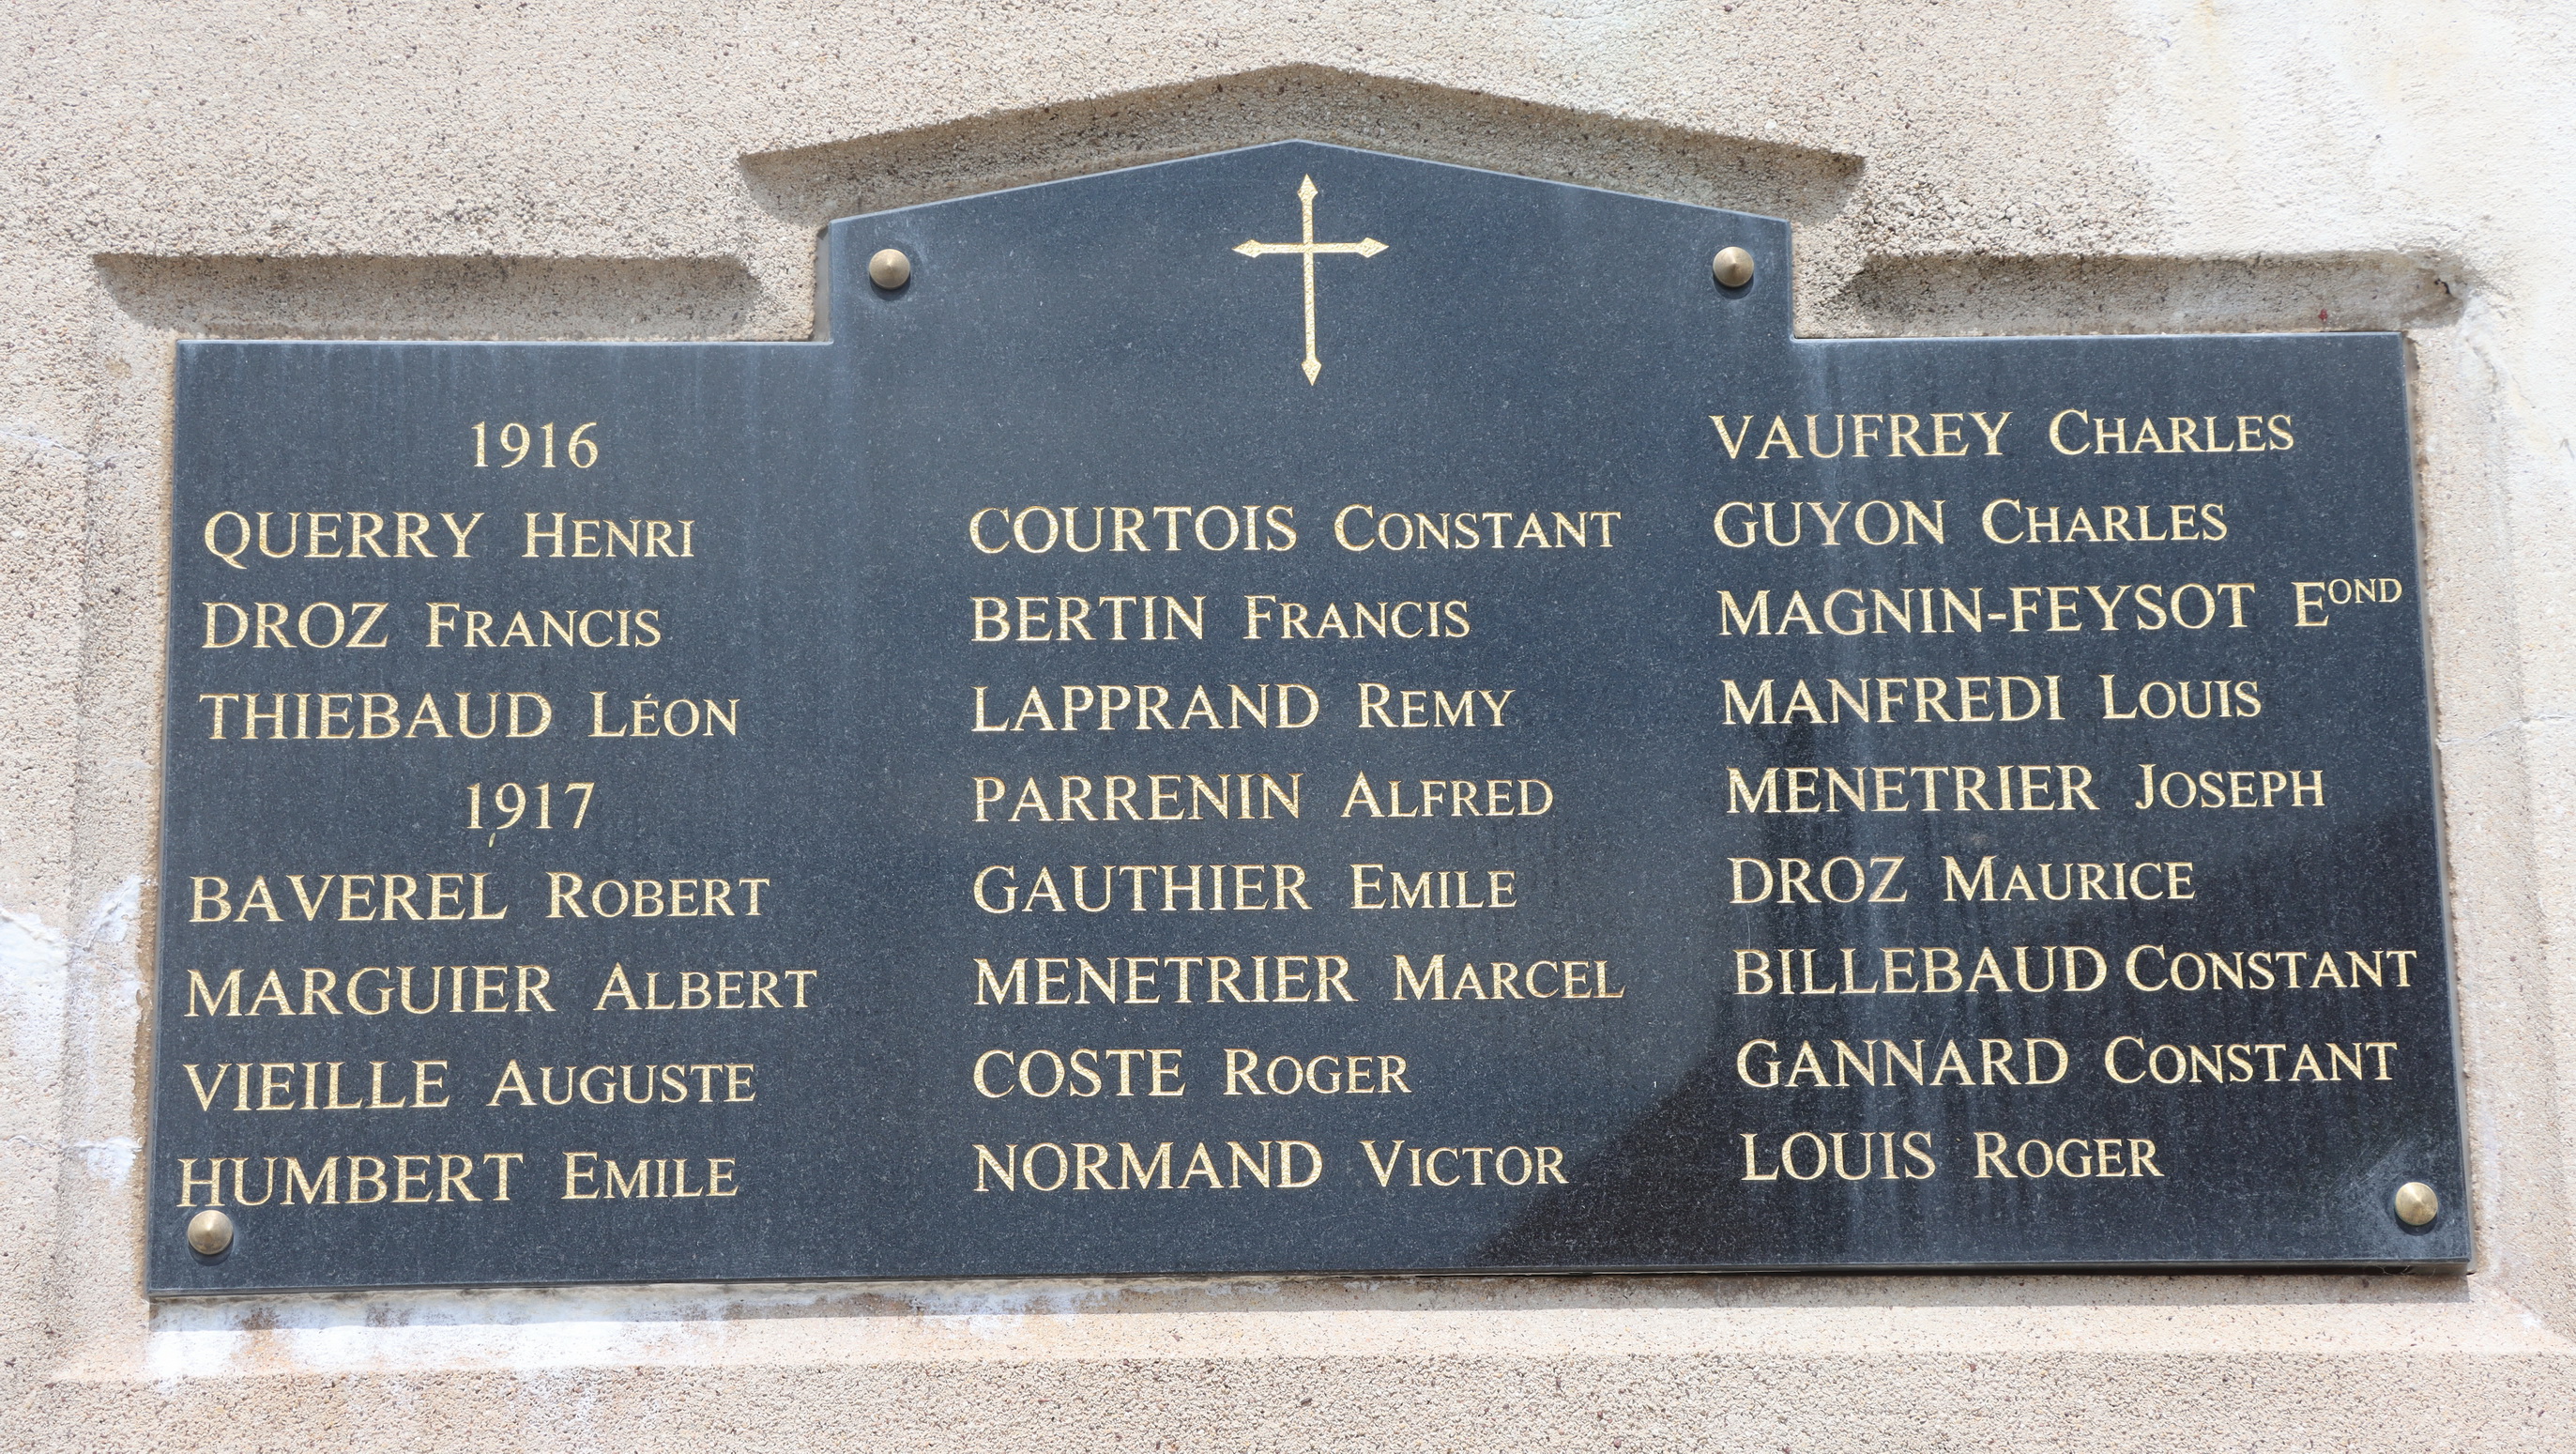 1916
QUERRY HENRI
DROZ FRANCIS
THIEBAUD LÉON
1917
BAVEREL ROBERT
MARGUIER ALBERT
VIEILLE AUGUSTE
HUMBERT EMILE
COURTOIS CONSTANT
BERTIN FRANCIS
LAPPRAND REMY
PARRENIN ALFRED
GAUTHIER EMILE
MENETRIER MARCEL
COSTE ROGER
NORMAND VICTOR
VAUFREY CHARLES
GUYON CHARLES
MAGNIN-FEYSOT EOND
MANFREDI LOUIS
MENETRIER JOSEPH
DROZ MAURICE
BILLEBAUD CONSTANT
GANNARD CONSTANT
LOUIS ROGER